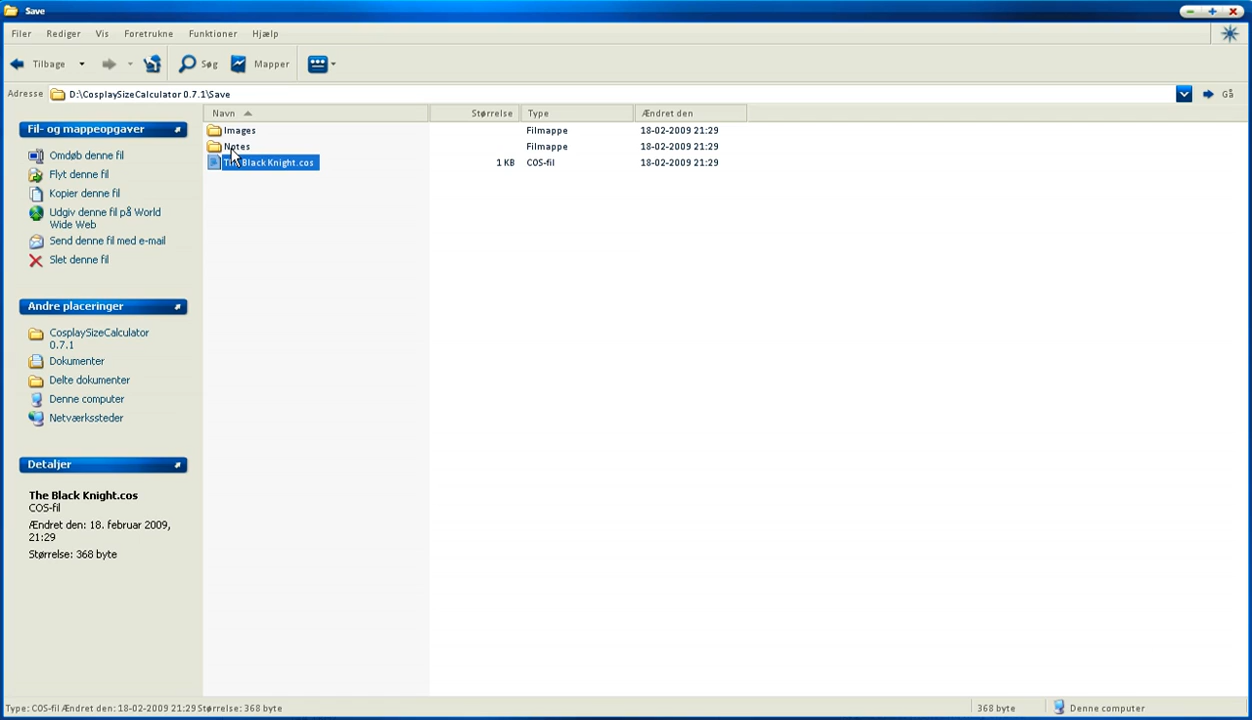 Save
Filer Rediger Vis Foretrukne Funktioner Hjælp
Tilbage Søg Mapper
Adresse D:\CosplaySizeCalculator 0.7.1\Save Gå
Navn Størrelse Type Ændret den
Images Filmappe 18-02-2009 21:29
Notes Filmappe 18-02-2009 21:29
The Black Knight.cos 1 KB COS-fil 18-02-2009 21:29
Fil- og mappeopgaver
Omdøb denne fil
Flyt denne fil
Kopier denne fil
Udgiv denne fil på World
Wide Web
Send denne fil med e-mail
Slet denne fil
Andre placeringer
CosplaySizeCalculator
0.7.1
Dokumenter
Delte dokumenter
Denne computer
Netværkssteder
Detaljer
The Black Knight.cos
COS-fil
Ændret den: 18. februar 2009,
21:29
Størrelse: 368 byte
Type: COS-fil Ændret den: 18-02-2009 21:29 Størrelse: 368 byte 368 byte Denne computer